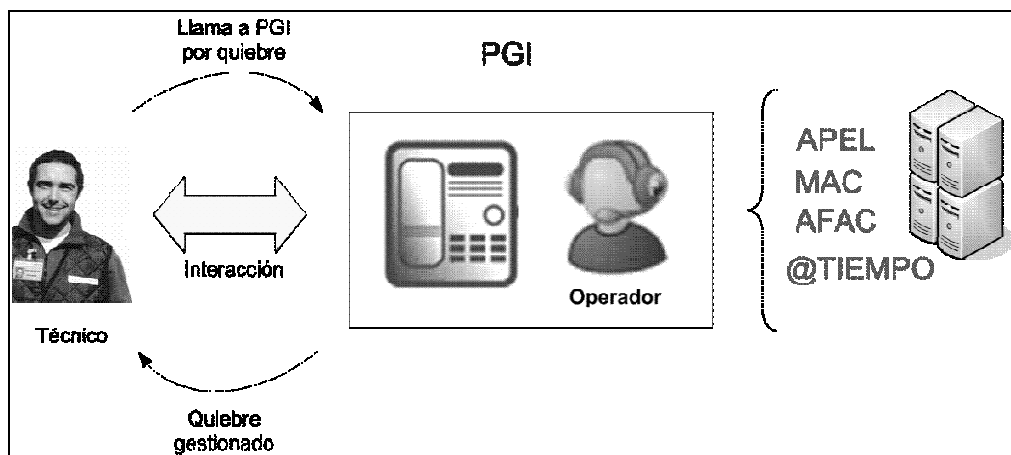 Llama a PGI
por quiebre
PGI
Interacción
Técnico
Operador
APEL
MAC
AFAC
@TIEMPO
Quiebre
gestionado